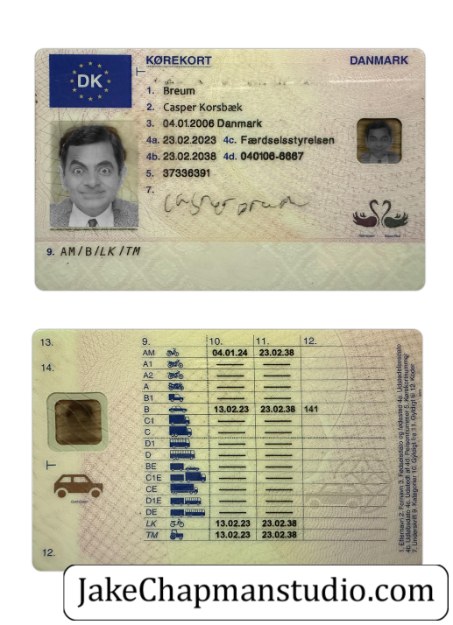 DK
KØREKORT
DANMARK
1. Breum
2. Casper Korsbæk
3. 04.01.2006 Danmark
4a. 23.02.2023 4c. Færdselsstyrelsen
4b. 23.02.2038 4d. 040106-6667
5. 37336391
7.
casper breum
9. AM/B/LK/TM
13.
14.
9. 10. 11. 12.
AM 04.01.24 23.02.38
A1
A2
A
B1
B 13.02.23 23.02.38 141
C1
C
D1
D
BE
C1E
CE
D1E
DE
LK 13.02.23 23.02.38
TM 13.02.23 23.02.38
12.
JakeChapmanstudio.com